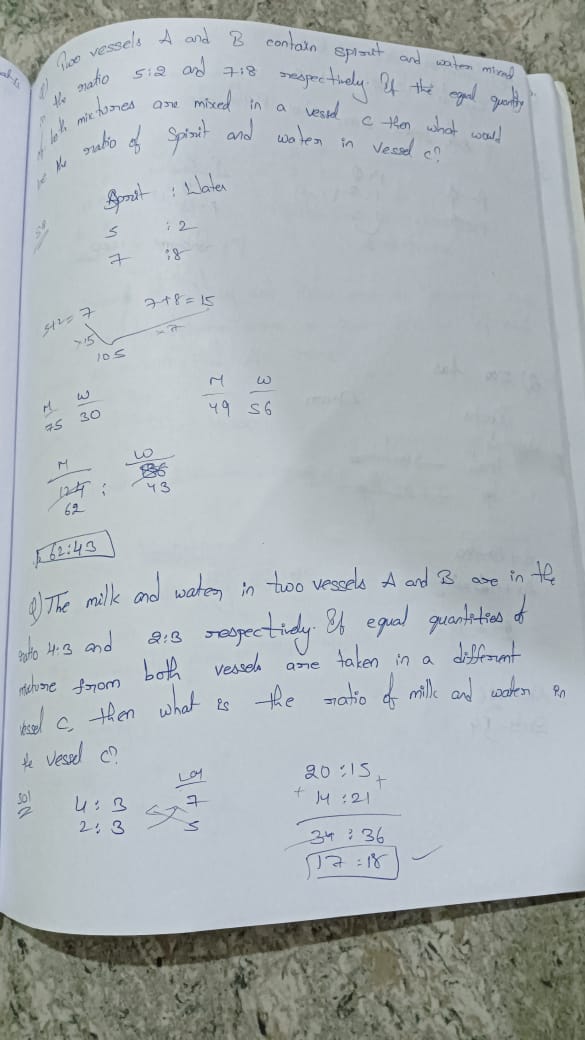 Q) Two vessels A and B contain spirit and water mixed
in the ratio 5:2 and 7:8 respectively. If the equal quantity
of both mixtures are mixed in a vessel C then what would
be the ratio of Spirit and water in vessel c?
Sol
Spirit : Water
5 : 2
7 : 8
5+2= 7 7+8=15
×15 ×7
105
M W M W
75 30 49 56
M W
124 : 86
62 43
62:43
Q) The milk and water in two vessels A and B are in the
ratio 4:3 and 2:3 respectively. If equal quantities of
mixture from both vessels are taken in a different
vessel C, then what is the ratio of milk and water in
the vessel C?
Sol
4 : 3 7
2 : 3 5
20 : 15 +
+ 14 : 21
34 : 36
17 : 18